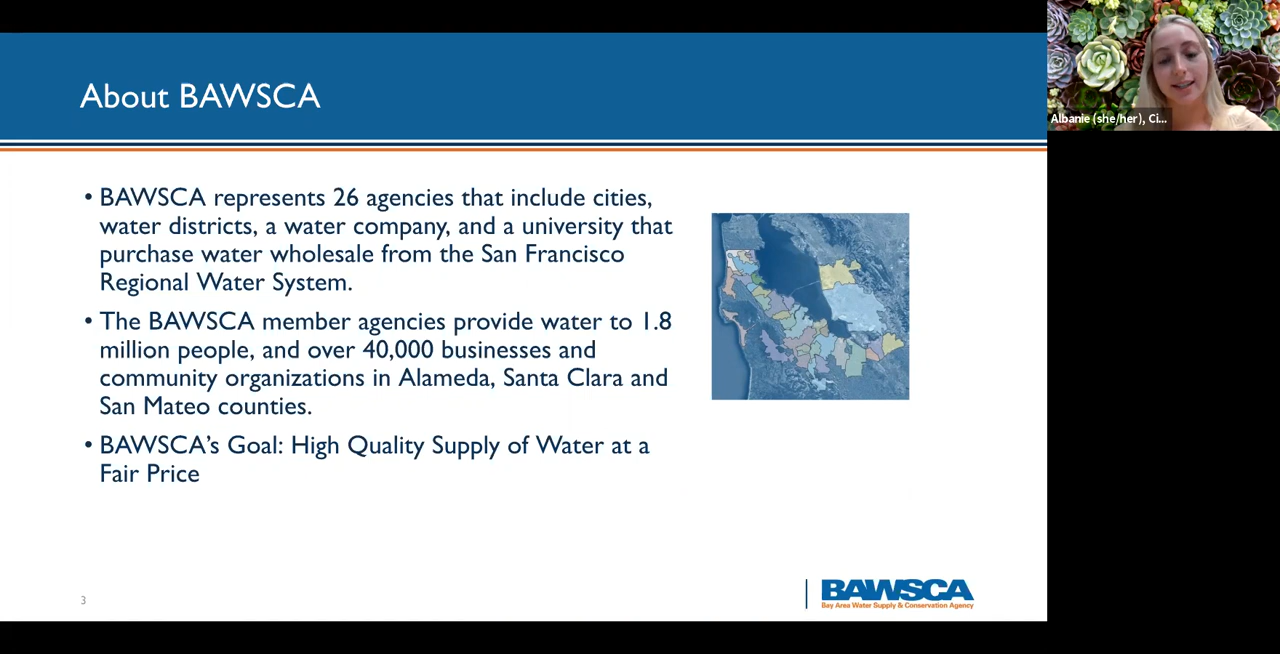 About BAWSCA
• BAWSCA represents 26 agencies that include cities,
water districts, a water company, and a university that
purchase water wholesale from the San Francisco
Regional Water System.
• The BAWSCA member agencies provide water to 1.8
million people, and over 40,000 businesses and
community organizations in Alameda, Santa Clara and
San Mateo counties.
• BAWSCA’s Goal: High Quality Supply of Water at a
Fair Price
3
BAWSCA
Bay Area Water Supply & Conservation Agency
Albanie (she/her), Ci...